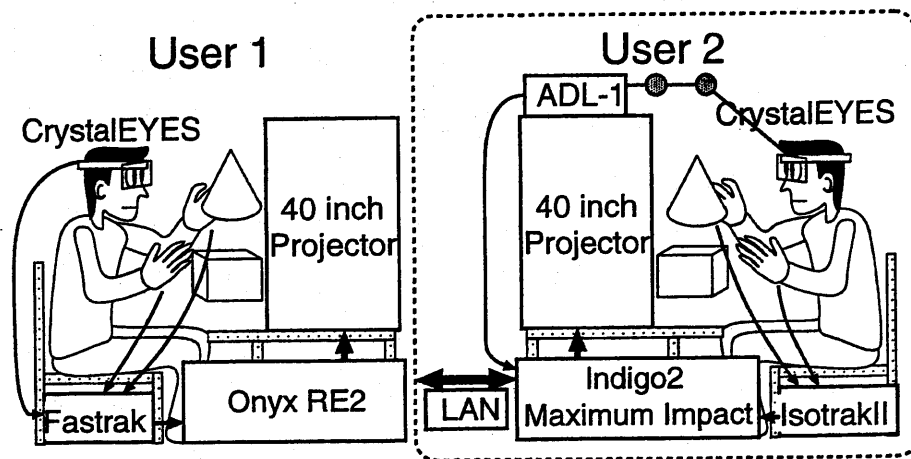 User 1
User 2
ADL-1
CrystalEYES
CrystalEYES
40 inch
Projector
40 inch
Projector
Fastrak
Onyx RE2
LAN
Indigo2
Maximum Impact
IsotrakII